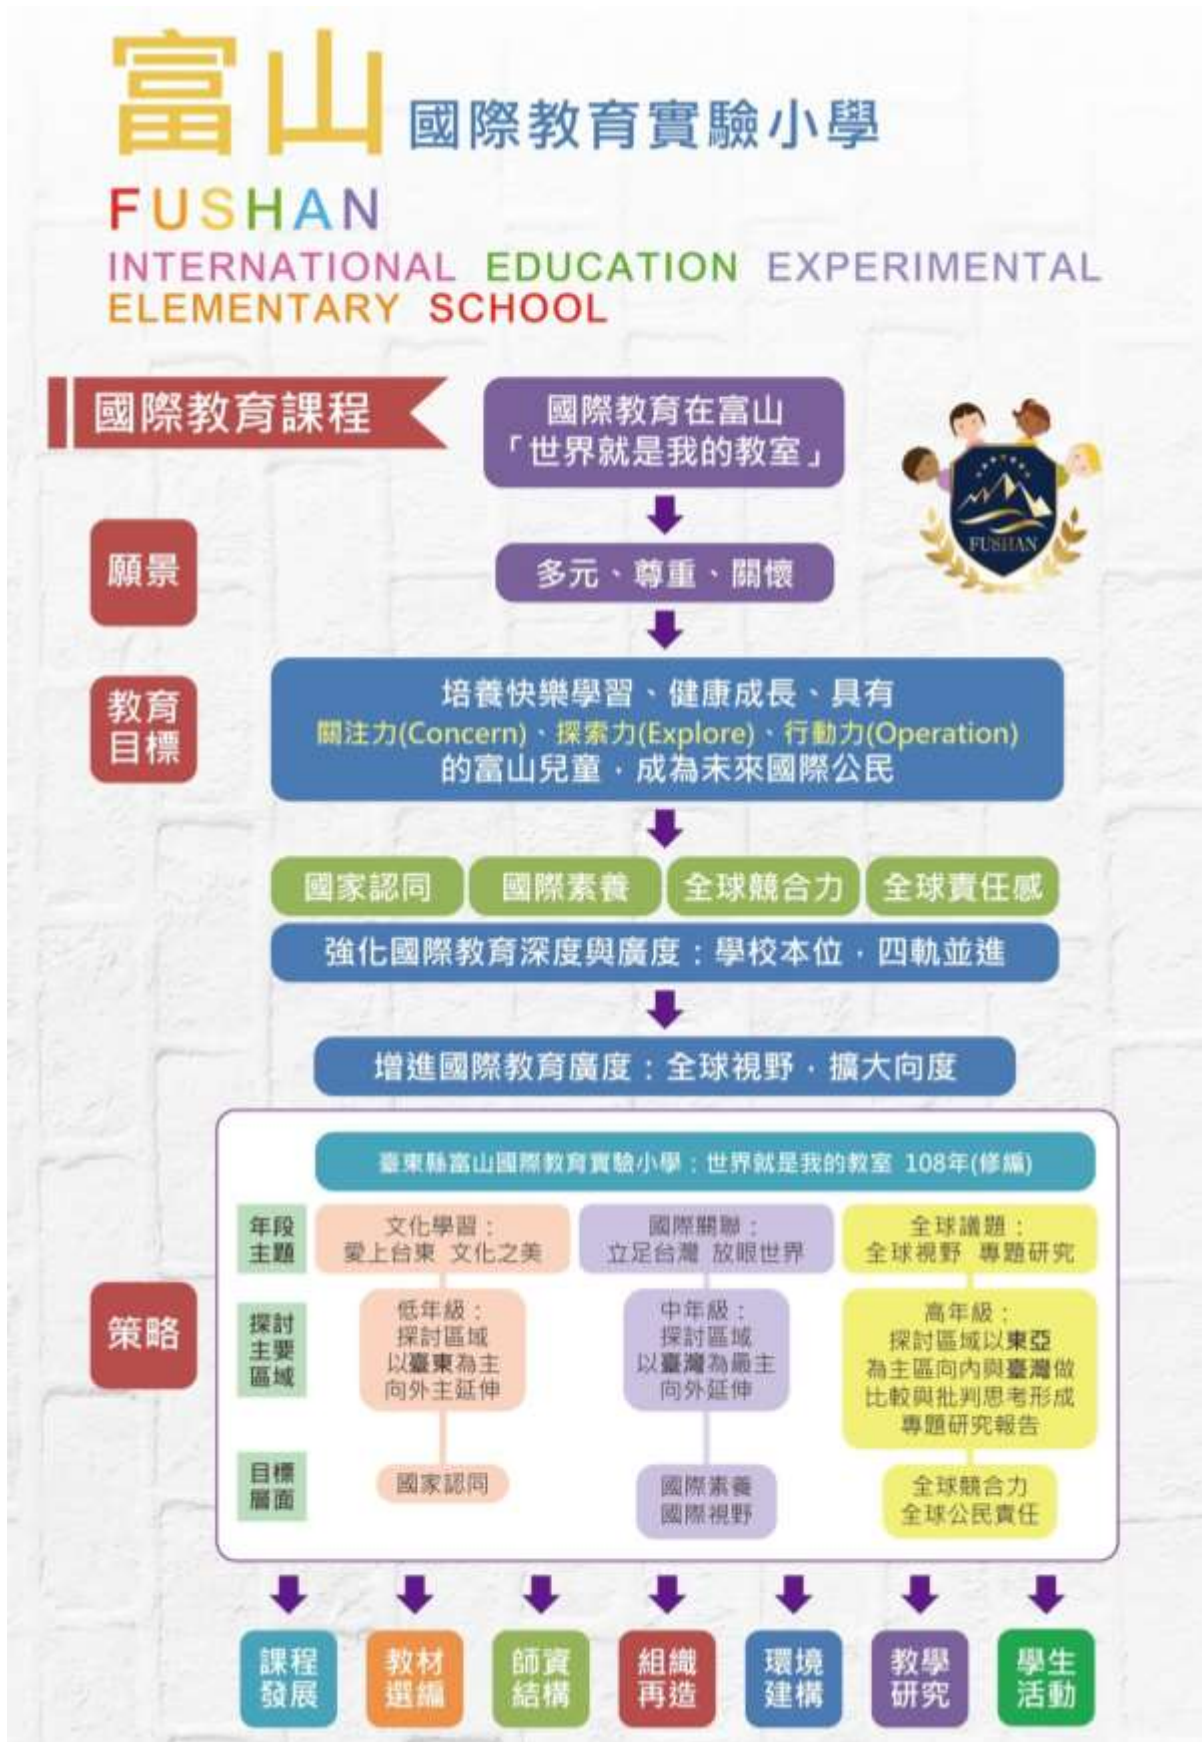 富山 國際教育實驗小學
FUSHAN
INTERNATIONAL EDUCATION EXPERIMENTAL
ELEMENTARY SCHOOL
國際教育課程
國際教育在富山
「世界就是我的教室」
FUSHAN
願景
多元、尊重、關懷
教育
目標
培養快樂學習、健康成長、具有
關注力(Concern)、探索力(Explore)、行動力(Operation)
的富山兒童，成為未來國際公民
國家認同
國際素養
全球競合力
全球責任感
強化國際教育深度與廣度：學校本位，四軌並進
增進國際教育廣度：全球視野，擴大向度
策略
臺東縣富山國際教育實驗小學：世界就是我的教室 108年(修編)
年段
主題
文化學習：
愛上台東 文化之美
國際關聯：
立足台灣 放眼世界
全球議題：
全球視野 專題研究
探討
主要
區域
低年級：
探討區域
以臺東為主
向外主延伸
中年級：
探討區域
以臺灣為最主
向外延伸
高年級：
探討區域以東亞
為主區向內與臺灣做
比較與批判思考形成
專題研究報告
目標
層面
國家認同
國際素養
國際視野
全球競合力
全球公民責任
課程
發展
教材
選編
師資
結構
組織
再造
環境
建構
教學
研究
學生
活動